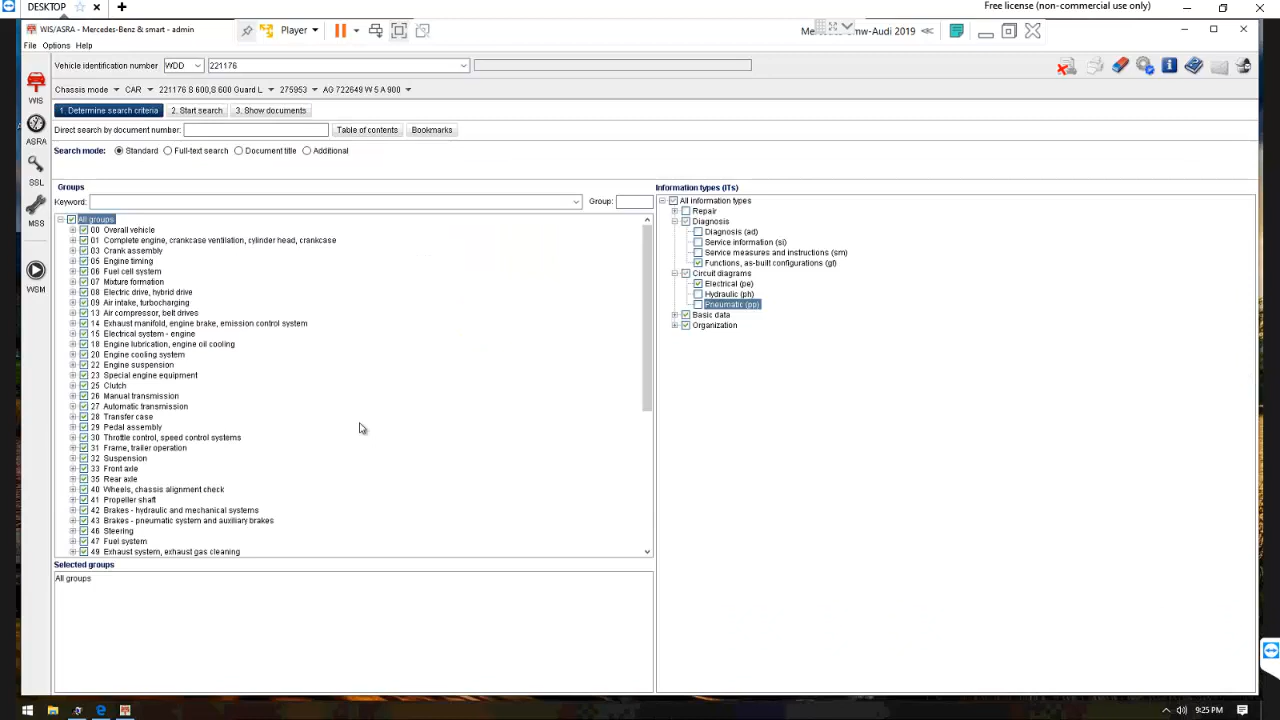 DESKTOP
Free license (non-commercial use only)
WIS/ASRA - Mercedes-Benz & smart - admin
Player
mw-Audi 2019
File Options Help
Vehicle identification number WDD 221176
Chassis mode CAR 221176 S 600,S 600 Guard L 275953 AG 722649 W 5 A 900
1. Determine search criteria 2. Start search 3. Show documents
Direct search by document number: Table of contents Bookmarks
Search mode: Standard Full-text search Document title Additional
WIS
ASRA
SSL
MSS
WSM
Groups
Keyword: Group:
All groups
00 Overall vehicle
01 Complete engine, crankcase ventilation, cylinder head, crankcase
03 Crank assembly
05 Engine timing
06 Fuel cell system
07 Mixture formation
08 Electric drive, hybrid drive
09 Air intake, turbocharging
13 Air compressor, belt drives
14 Exhaust manifold, engine brake, emission control system
15 Electrical system - engine
18 Engine lubrication, engine oil cooling
20 Engine cooling system
22 Engine suspension
23 Special engine equipment
25 Clutch
26 Manual transmission
27 Automatic transmission
28 Transfer case
29 Pedal assembly
30 Throttle control, speed control systems
31 Frame, trailer operation
32 Suspension
33 Front axle
35 Rear axle
40 Wheels, chassis alignment check
41 Propeller shaft
42 Brakes - hydraulic and mechanical systems
43 Brakes - pneumatic system and auxiliary brakes
46 Steering
47 Fuel system
49 Exhaust system, exhaust gas cleaning
Selected groups
All groups
Information types (ITs)
All information types
Repair
Diagnosis
Diagnosis (ad)
Service information (si)
Service measures and instructions (sm)
Functions, as-built configurations (gf)
Circuit diagrams
Electrical (pe)
Hydraulic (ph)
Pneumatic (pp)
Basic data
Organization
9:25 PM